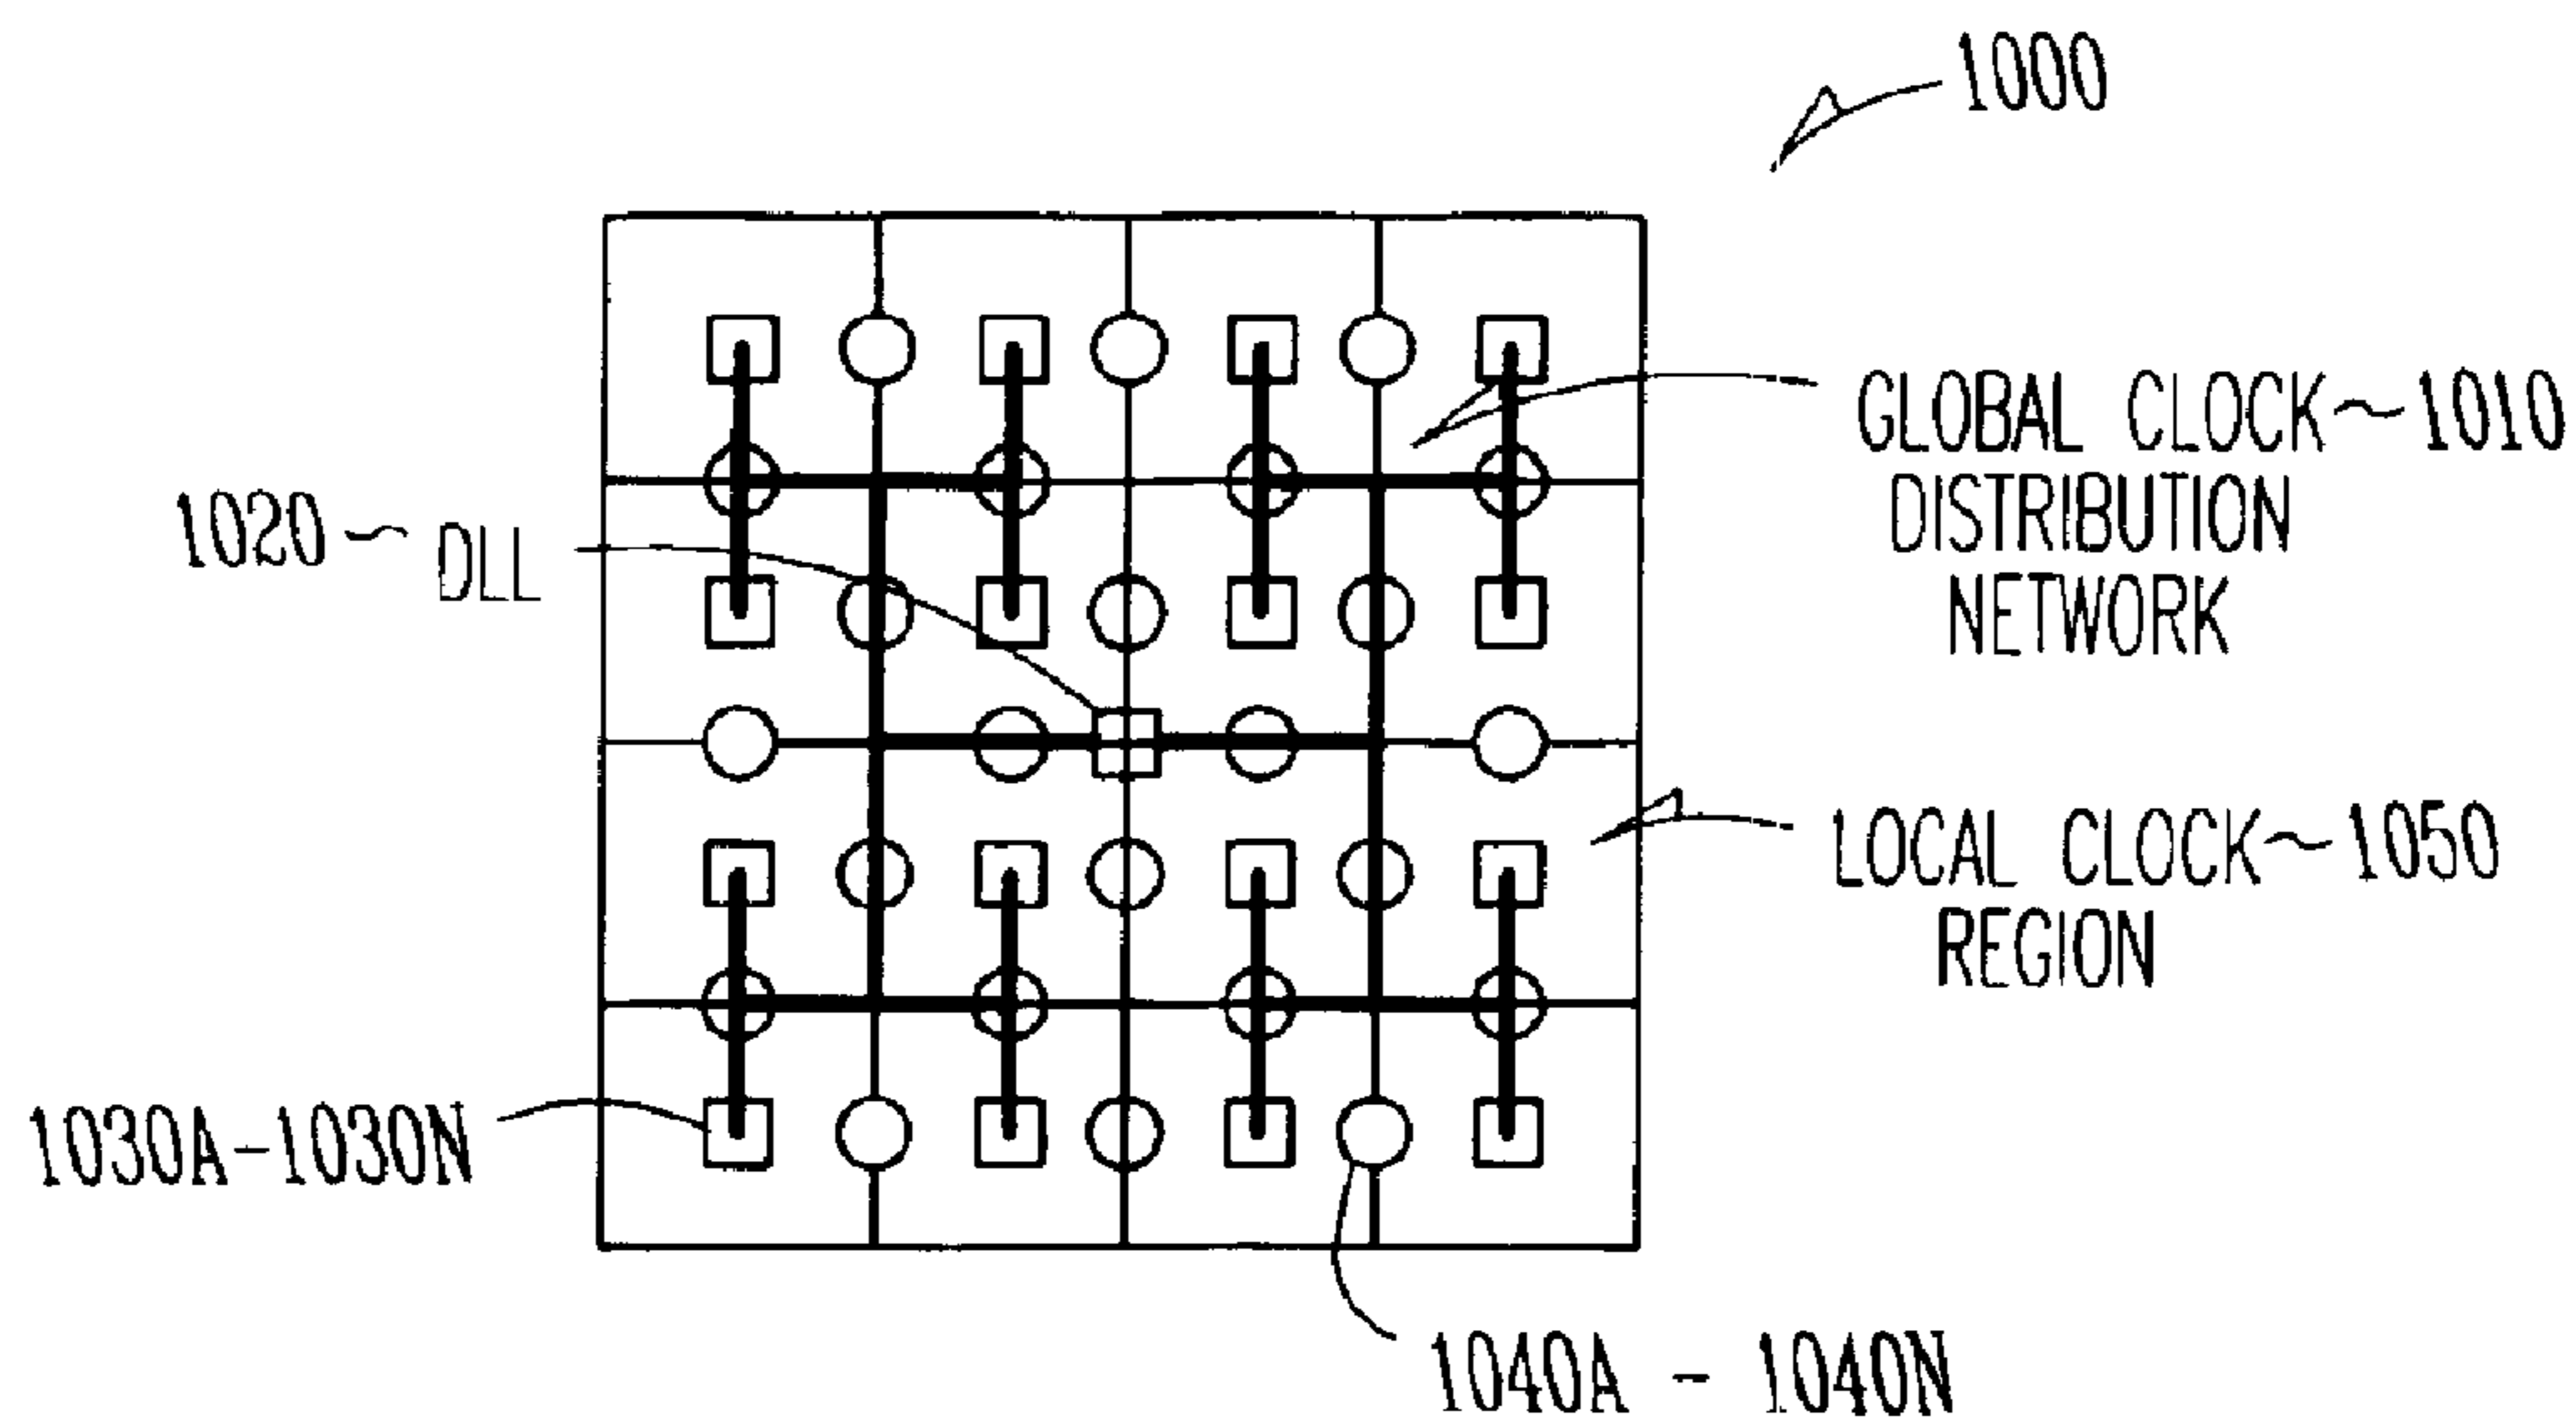 1000
GLOBAL CLOCK~1010
DISTRIBUTION
NETWORK
1020~DLL
LOCAL CLOCK~1050
REGION
1030A-1030N
1040A - 1040N